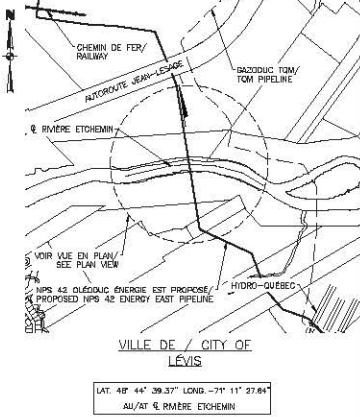 N
CHEMIN DE FER/
RAILWAY
GAZODUC TQM/
TQM PIPELINE
AUTOROUTE JEAN-LESAGE
℄ RIVIÈRE ETCHEMIN
VOIR VUE EN PLAN/
SEE PLAN VIEW
NPS 42 OLÉODUC ÉNERGIE EST PROPOSÉ/
PROPOSED NPS 42 ENERGY EAST PIPELINE
HYDRO-QUÉBEC
VILLE DE / CITY OF
LÉVIS
LAT. 46° 44' 39.37" LONG. -71° 11' 27.64"
AU/AT ℄ RIVIÈRE ETCHEMIN